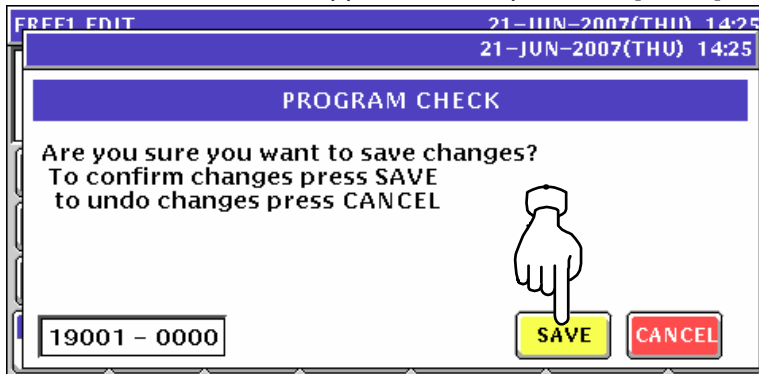 FREE1 EDIT 21-JUN-2007(THU) 14:25
21-JUN-2007(THU) 14:25
PROGRAM CHECK
Are you sure you want to save changes?
To confirm changes press SAVE
to undo changes press CANCEL
19001 - 0000 SAVE CANCEL